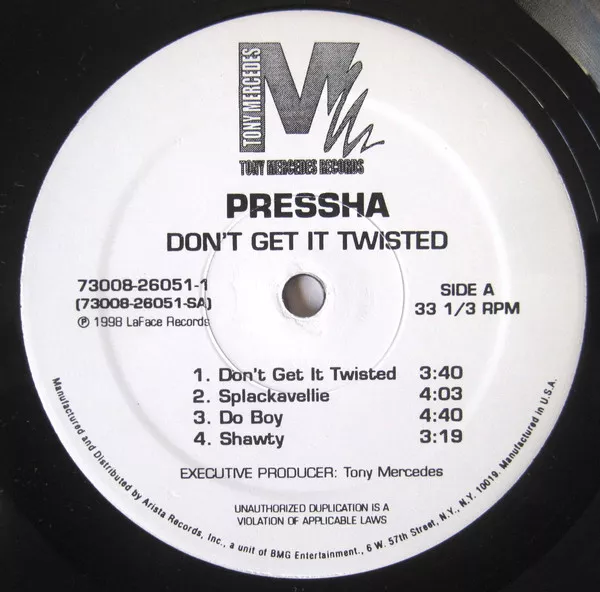 TONY MERCEDES
M
TONY MERCEDES RECORDS
PRESSHA
DON'T GET IT TWISTED
73008-26051-1
(73008-26051-SA)
℗ 1998 LaFace Records
SIDE A
33 1/3 RPM
1. Don't Get It Twisted 3:40
2. Splackavellie 4:03
3. Do Boy 4:40
4. Shawty 3:19
EXECUTIVE PRODUCER: Tony Mercedes
UNAUTHORIZED DUPLICATION IS A
VIOLATION OF APPLICABLE LAWS
Manufactured and Distributed by Arista Records, Inc., a unit of BMG Entertainment., 6 W. 57th Street, N.Y., N.Y. 10019. Manufactured in U.S.A.